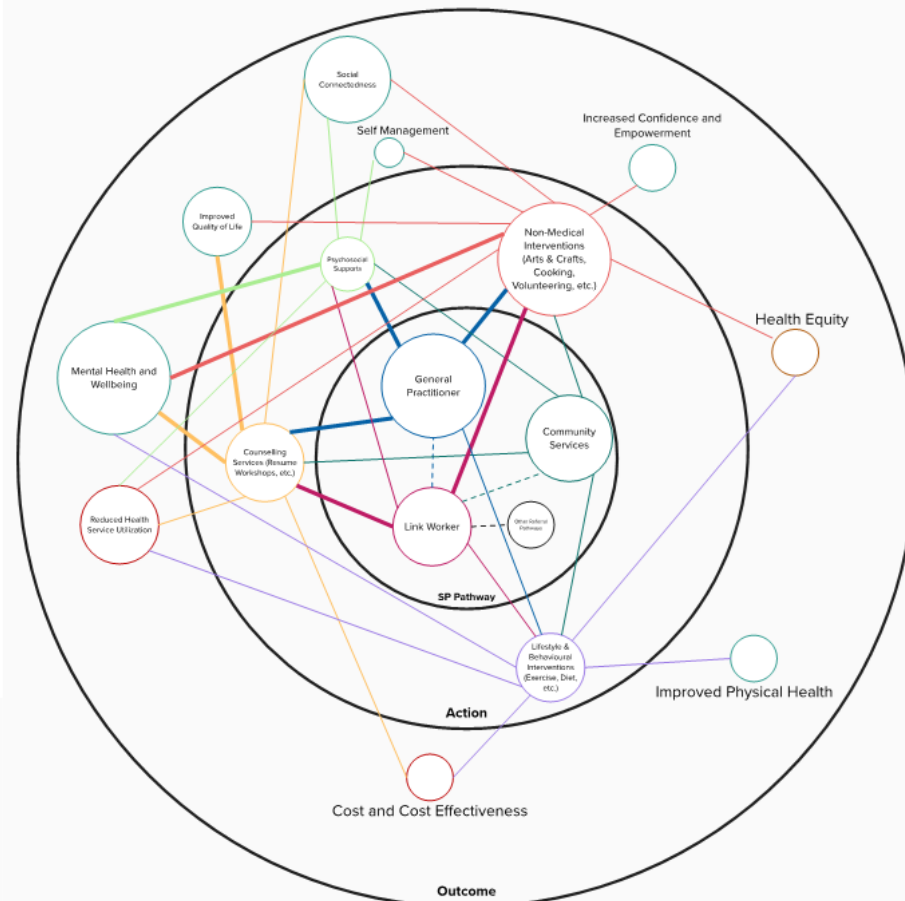 Social
Connectedness
Self Management
Increased Confidence and
Empowerment
Improved
Quality of Life
Non-Medical
Interventions
(Arts & Crafts,
Cooking,
Volunteering, etc.)
Psychosocial
Supports
Health Equity
Mental Health and
Wellbeing
General
Practitioner
Community
Services
Counselling
Services (Resume
Workshops, etc.)
Reduced Health
Service Utilization
Link Worker
Other Referral
Pathways
SP Pathway
Lifestyle &
Behavioural
Interventions
(Exercise, Diet,
etc.)
Improved Physical Health
Action
Cost and Cost Effectiveness
Outcome